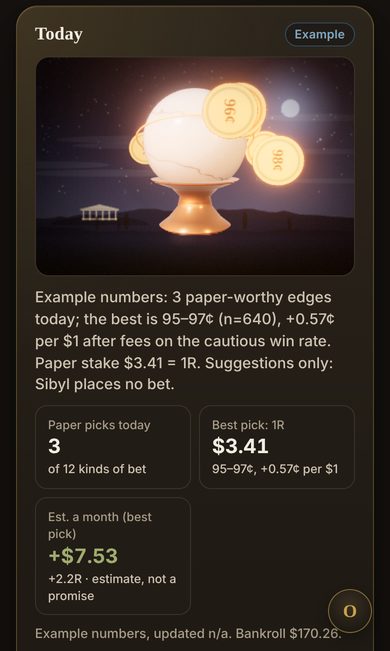 Today
Example
96¢
98¢
Example numbers: 3 paper-worthy edges
today; the best is 95–97¢ (n=640), +0.57¢
per $1 after fees on the cautious win rate.
Paper stake $3.41 = 1R. Suggestions only:
Sibyl places no bet.
Paper picks today
3
of 12 kinds of bet
Best pick: 1R
$3.41
95–97¢, +0.57¢ per $1
Est. a month (best
pick)
+$7.53
+2.2R · estimate, not a
promise
Example numbers, updated n/a. Bankroll $170.26.
O